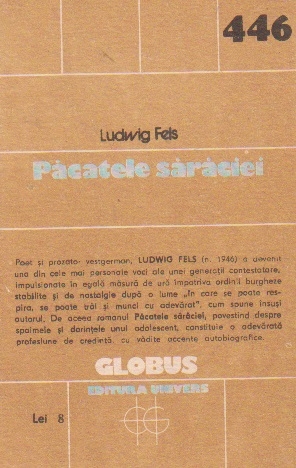 446
Ludwig Fels
Păcatele sărăciei
Poet și prozator vestgerman, LUDWIG FELS (n. 1946) a devenit
una din cele mai personale voci ale unei generații contestatare,
impulsionate în egală măsură de ură împotriva ordinii burgheze
stabilite și de nostalgie după o lume „în care se poate res-
pira, se poate trăi și munci cu adevărat", cum spune însuși
autorul. De aceea romanul Păcatele sărăciei, povestind despre
spaimele și dorințele unui adolescent, constituie o adevărată
profesiune de credință, cu vădite accente autobiografice.
GLOBUS
EDITURA UNIVERS
Lei 8